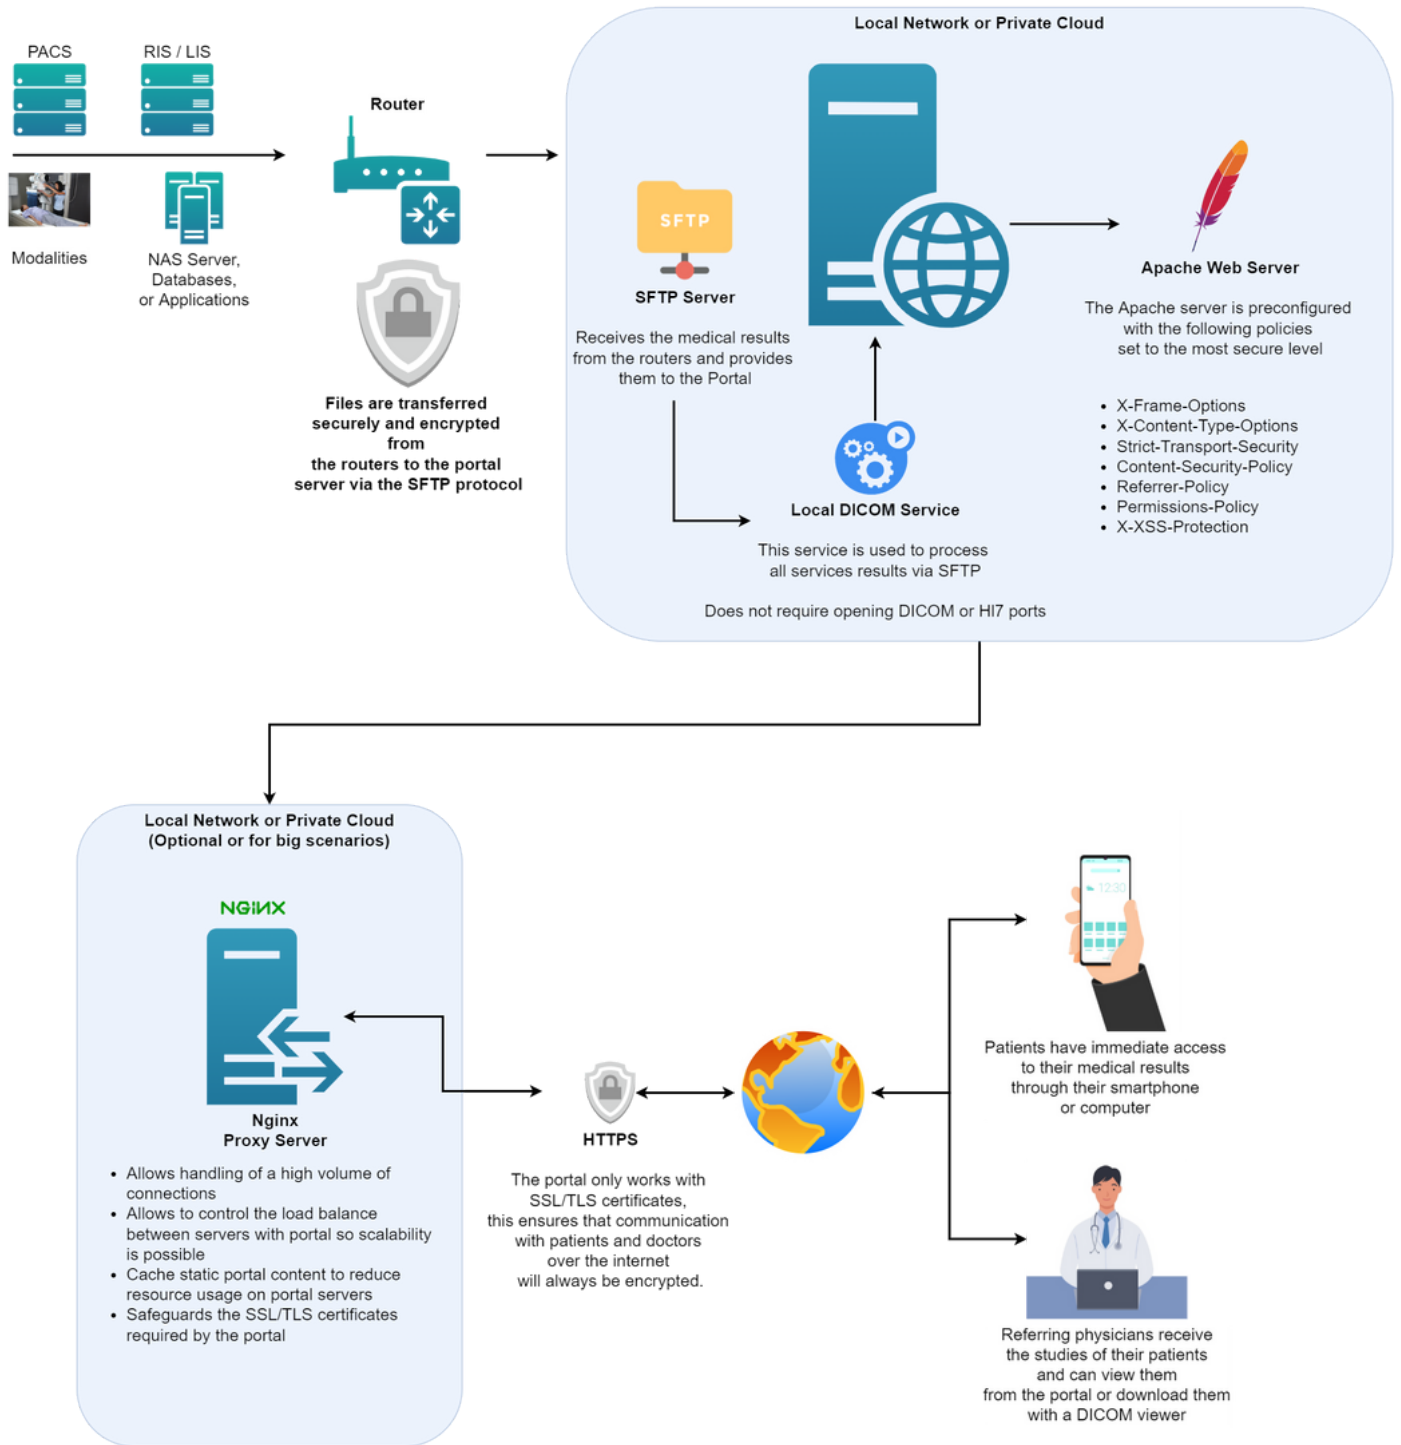 Local Network or Private Cloud
PACS
RIS / LIS
Router
SFTP
Modalities
NAS Server,
Databases,
or Applications
SFTP Server
Receives the medical results
from the routers and provides
them to the Portal
Apache Web Server
The Apache server is preconfigured
with the following policies
set to the most secure level
• X-Frame-Options
• X-Content-Type-Options
• Strict-Transport-Security
• Content-Security-Policy
• Referrer-Policy
• Permissions-Policy
• X-XSS-Protection
Files are transferred
securely and encrypted
from
the routers to the portal
server via the SFTP protocol
Local DICOM Service
This service is used to process
all services results via SFTP
Does not require opening DICOM or Hl7 ports
Local Network or Private Cloud
(Optional or for big scenarios)
NGiNX
Nginx
Proxy Server
• Allows handling of a high volume of
connections
• Allows to control the load balance
between servers with portal so scalability
is possible
• Cache static portal content to reduce
resource usage on portal servers
• Safeguards the SSL/TLS certificates
required by the portal
HTTPS
The portal only works with
SSL/TLS certificates,
this ensures that communication
with patients and doctors
over the internet
will always be encrypted.
12:30
Patients have immediate access
to their medical results
through their smartphone
or computer
Referring physicians receive
the studies of their patients
and can view them
from the portal or download them
with a DICOM viewer